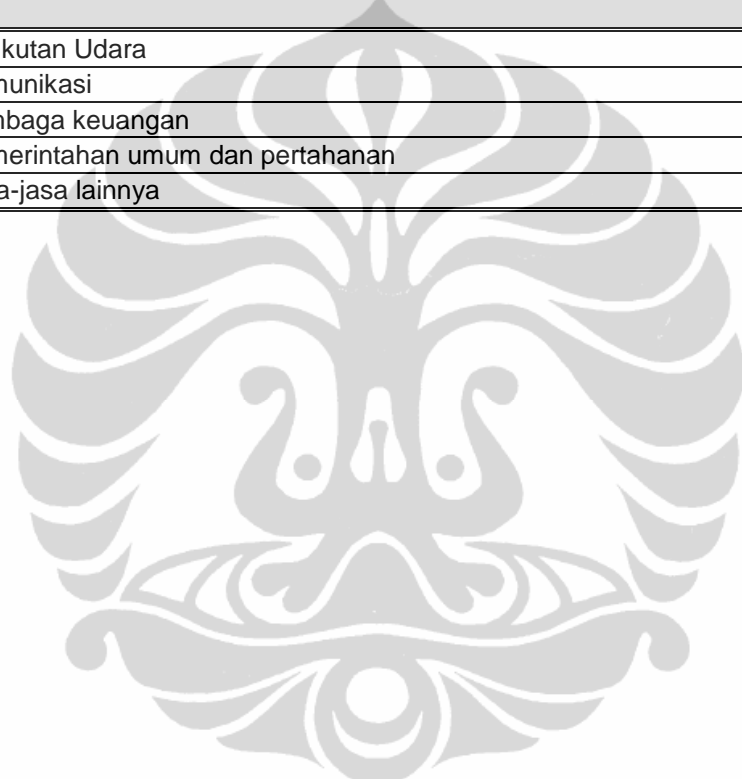 kutan Udara
nunikasi
nbaga keuangan
nerintahan umum dan pertahanan
a-jasa lainnya